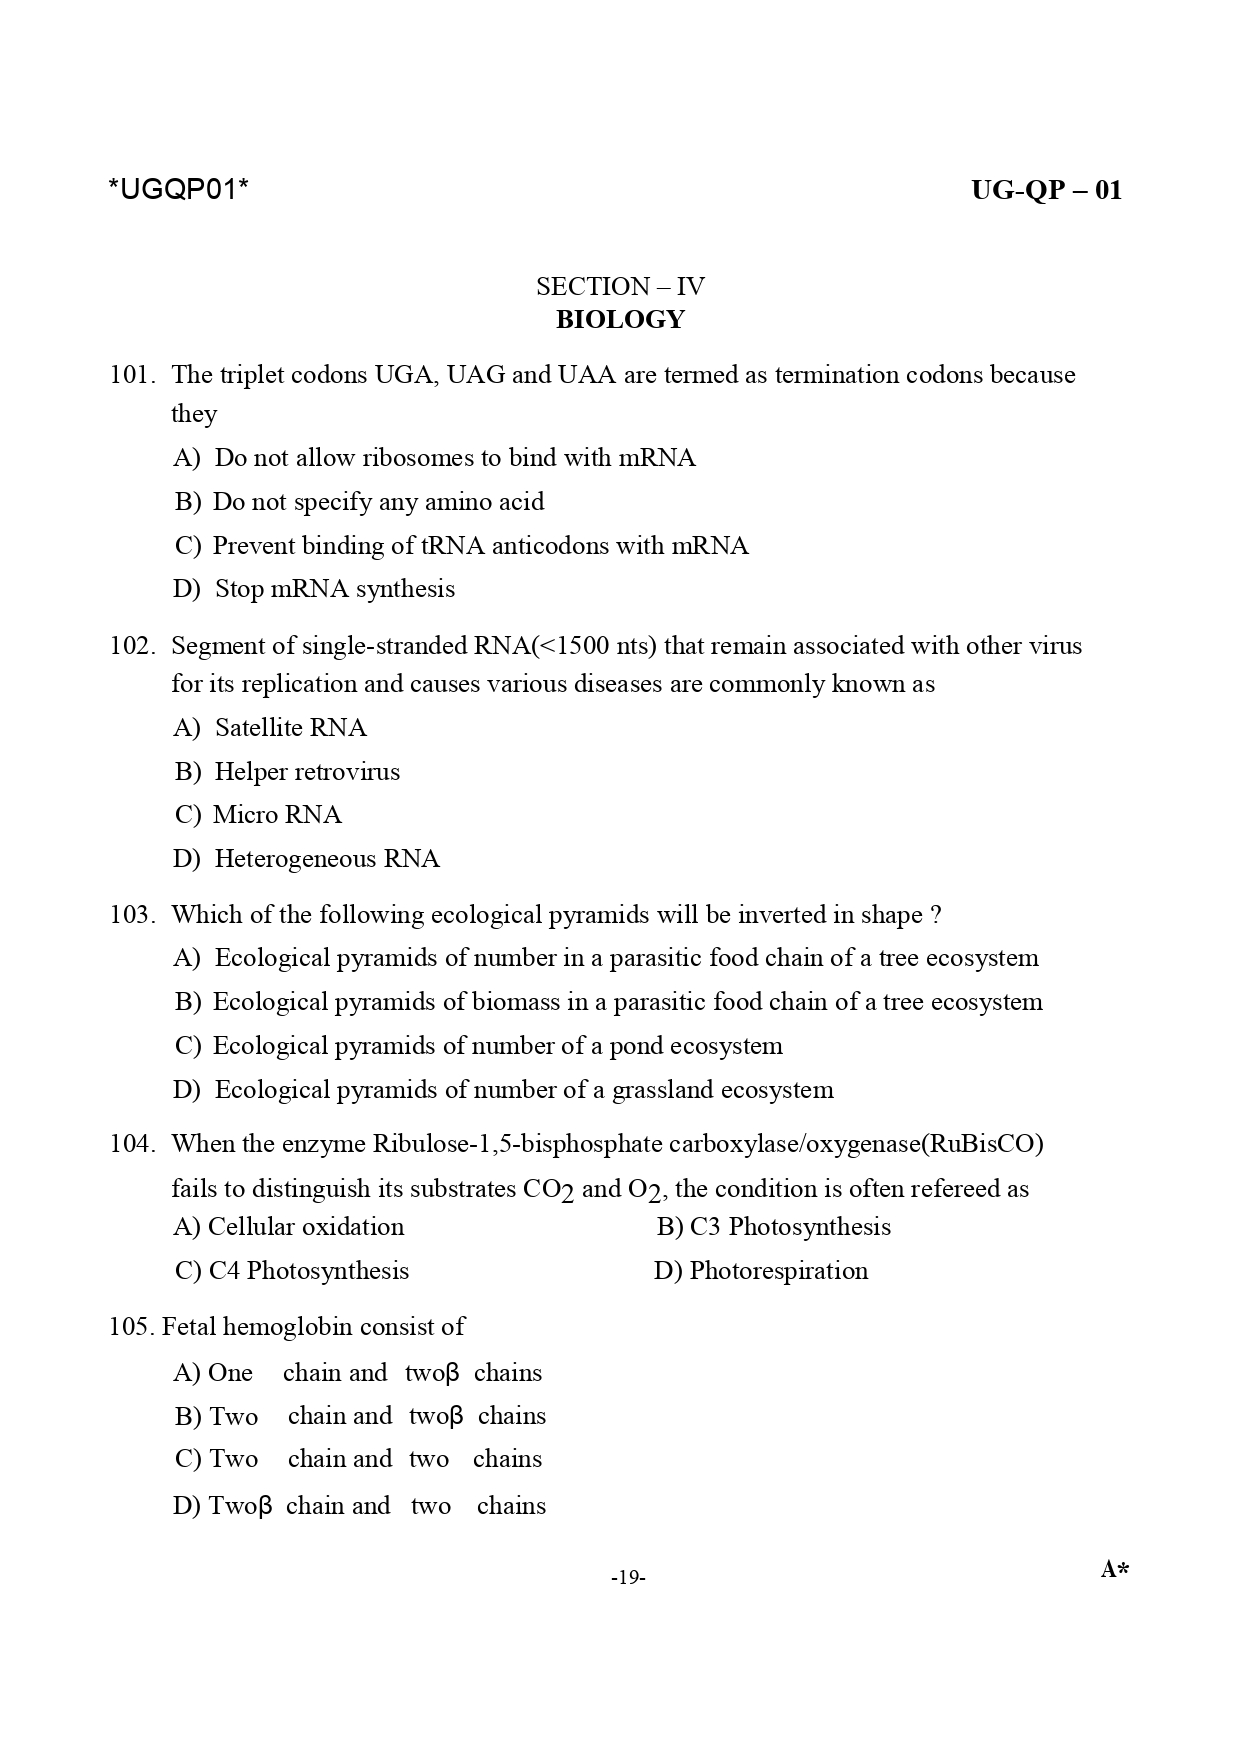 *UGQP01*
UG-QP – 01
SECTION – IV
BIOLOGY
101. The triplet codons UGA, UAG and UAA are termed as termination codons because
they
A) Do not allow ribosomes to bind with mRNA
B) Do not specify any amino acid
C) Prevent binding of tRNA anticodons with mRNA
D) Stop mRNA synthesis
102. Segment of single-stranded RNA(<1500 nts) that remain associated with other virus
for its replication and causes various diseases are commonly known as
A) Satellite RNA
B) Helper retrovirus
C) Micro RNA
D) Heterogeneous RNA
103. Which of the following ecological pyramids will be inverted in shape ?
A) Ecological pyramids of number in a parasitic food chain of a tree ecosystem
B) Ecological pyramids of biomass in a parasitic food chain of a tree ecosystem
C) Ecological pyramids of number of a pond ecosystem
D) Ecological pyramids of number of a grassland ecosystem
104. When the enzyme Ribulose-1,5-bisphosphate carboxylase/oxygenase(RuBisCO)
fails to distinguish its substrates CO2 and O2, the condition is often refereed as
A) Cellular oxidation B) C3 Photosynthesis
C) C4 Photosynthesis D) Photorespiration
105. Fetal hemoglobin consist of
A) One chain and twoβ chains
B) Two chain and twoβ chains
C) Two chain and two chains
D) Twoβ chain and two chains
-19-
A*